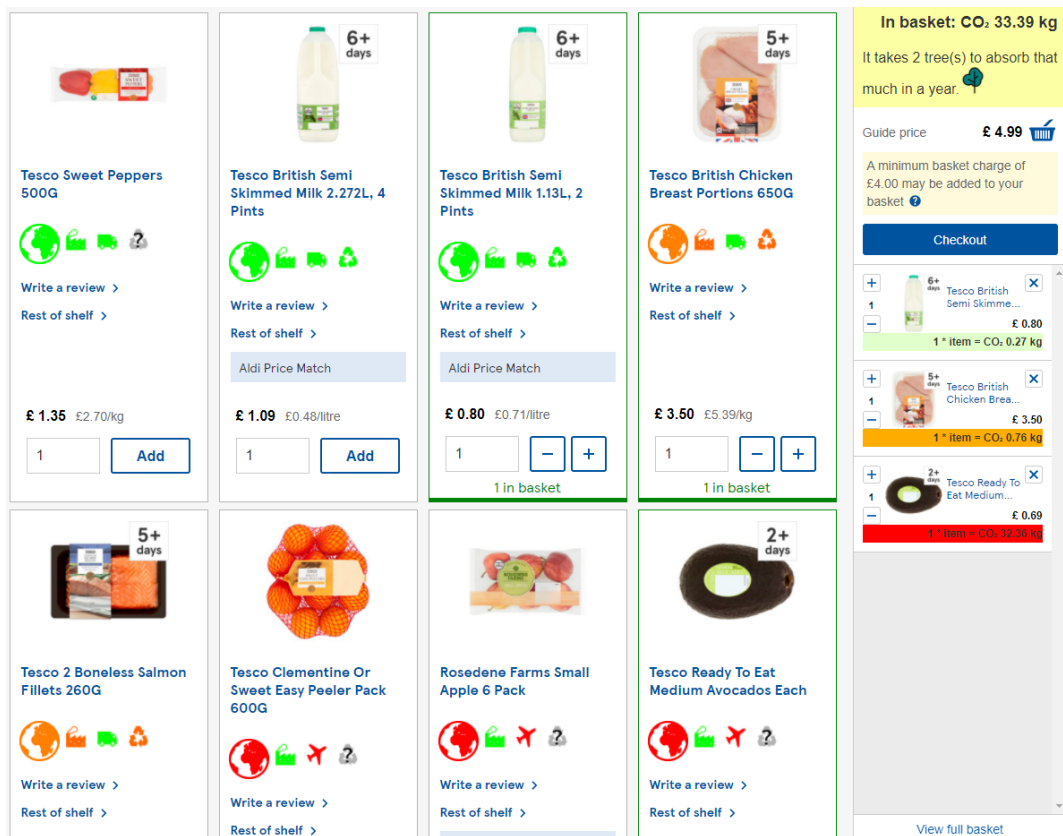 6+
days
6+
days
5+
days
Tesco Sweet Peppers
500G
Tesco British Semi
Skimmed Milk 2.272L, 4
Pints
Tesco British Semi
Skimmed Milk 1.13L, 2
Pints
Tesco British Chicken
Breast Portions 650G
?
Write a review >
Rest of shelf >
Write a review >
Rest of shelf >
Aldi Price Match
Write a review >
Rest of shelf >
Aldi Price Match
Write a review >
Rest of shelf >
£ 1.35 £2.70/kg
1 Add
£ 1.09 £0.48/litre
1 Add
£ 0.80 £0.71/litre
1 − +
1 in basket
£ 3.50 £5.39/kg
1 − +
1 in basket
5+
days
2+
days
Tesco 2 Boneless Salmon
Fillets 260G
Tesco Clementine Or
Sweet Easy Peeler Pack
600G
Rosedene Farms Small
Apple 6 Pack
Tesco Ready To Eat
Medium Avocados Each
?
?
?
Write a review >
Rest of shelf >
Write a review >
Rest of shelf >
Write a review >
Rest of shelf >
Write a review >
Rest of shelf >
In basket: CO₂ 33.39 kg
It takes 2 tree(s) to absorb that
much in a year.
Guide price £ 4.99
A minimum basket charge of
£4.00 may be added to your
basket ?
Checkout
+
1
−
6+
days
Tesco British
Semi Skimme...
£ 0.80
1 * item = CO₂ 0.27 kg
+
1
−
5+
days
Tesco British
Chicken Brea...
£ 3.50
1 * item = CO₂ 0.76 kg
+
1
−
2+
days
Tesco Ready To
Eat Medium...
£ 0.69
1 * item = CO₂ 32.36 kg
View full basket